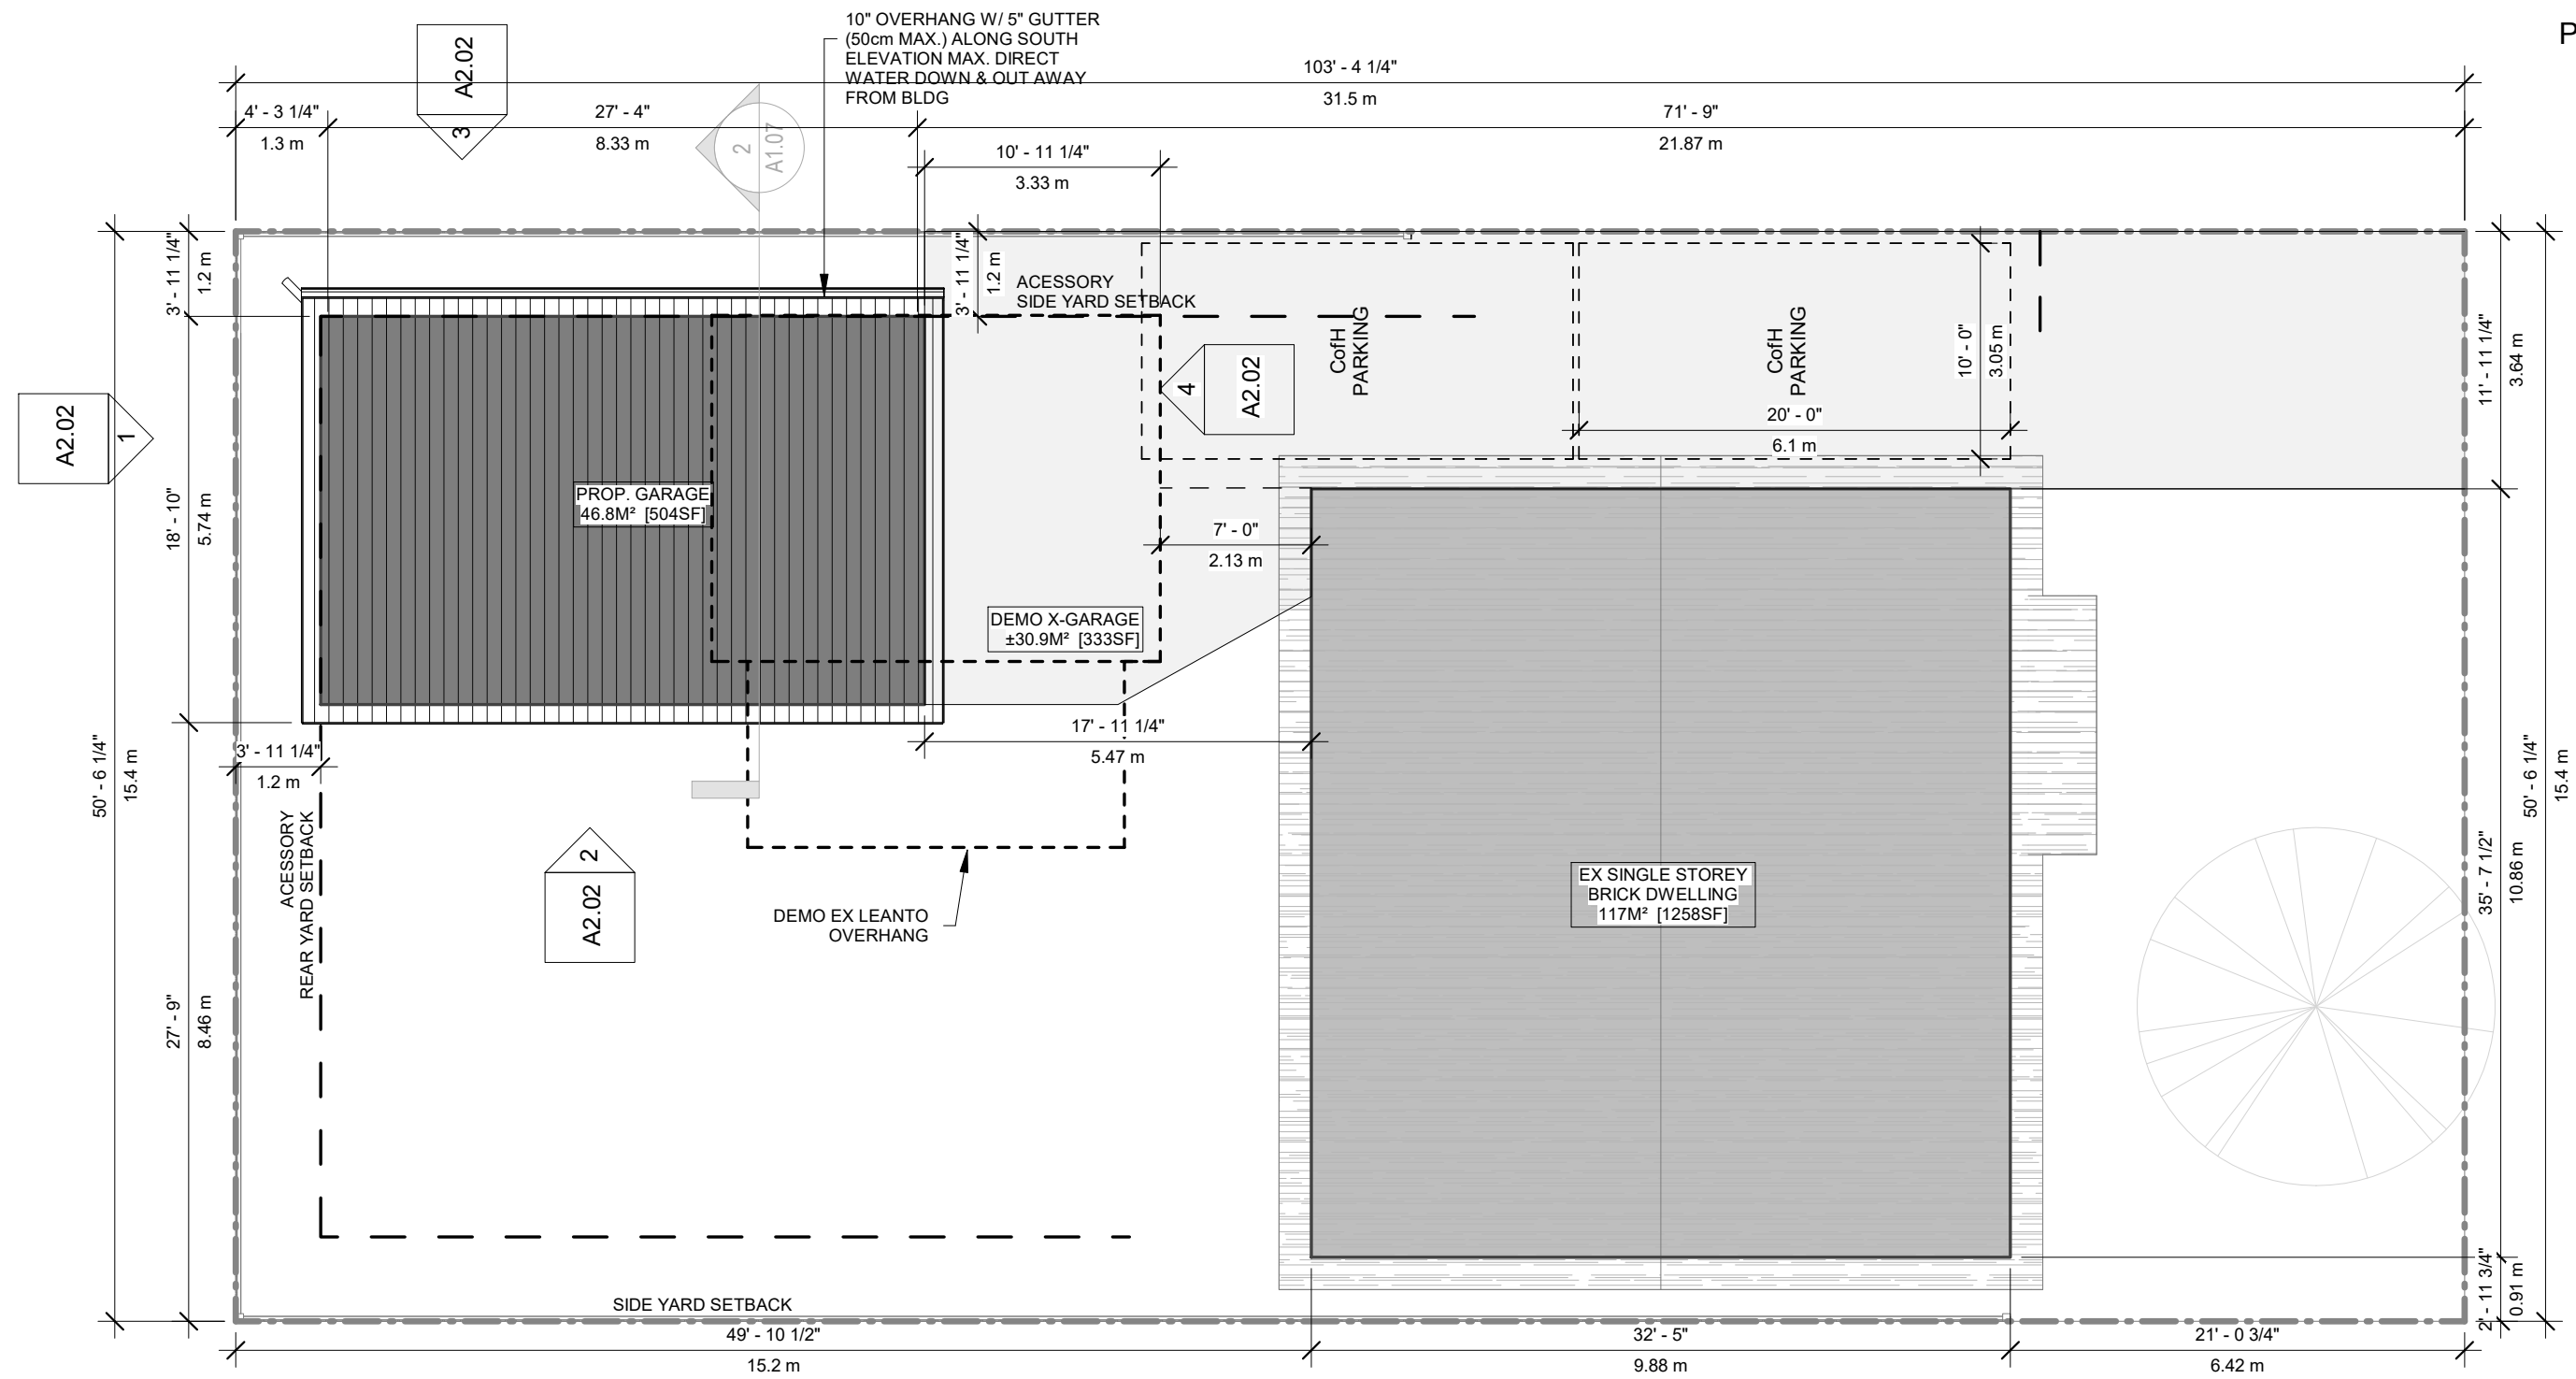 P
10" OVERHANG W/ 5" GUTTER
(50cm MAX.) ALONG SOUTH
ELEVATION MAX. DIRECT
WATER DOWN & OUT AWAY
FROM BLDG
A2.02
3
103' - 4 1/4"
31.5 m
4' - 3 1/4"
1.3 m
27' - 4"
8.33 m
71' - 9"
21.87 m
2
A1.07
10' - 11 1/4"
3.33 m
3' - 11 1/4"
1.2 m
3' - 11 1/4"
1.2 m
ACESSORY
SIDE YARD SETBACK
CofH
PARKING
CofH
PARKING
10' - 0"
3.05 m
11' - 11 1/4"
3.64 m
A2.02
1
4
A2.02
20' - 0"
6.1 m
18' - 10"
5.74 m
PROP. GARAGE
46.8M² [504SF]
7' - 0"
2.13 m
DEMO X-GARAGE
±30.9M² [333SF]
17' - 11 1/4"
5.47 m
3' - 11 1/4"
1.2 m
50' - 6 1/4"
15.4 m
50' - 6 1/4"
15.4 m
35' - 7 1/2"
10.86 m
ACESSORY
REAR YARD SETBACK
2
A2.02
DEMO EX LEANTO
OVERHANG
EX SINGLE STOREY
BRICK DWELLING
117M² [1258SF]
27' - 9"
8.46 m
2' - 11 3/4"
0.91 m
SIDE YARD SETBACK
49' - 10 1/2"
15.2 m
32' - 5"
9.88 m
21' - 0 3/4"
6.42 m